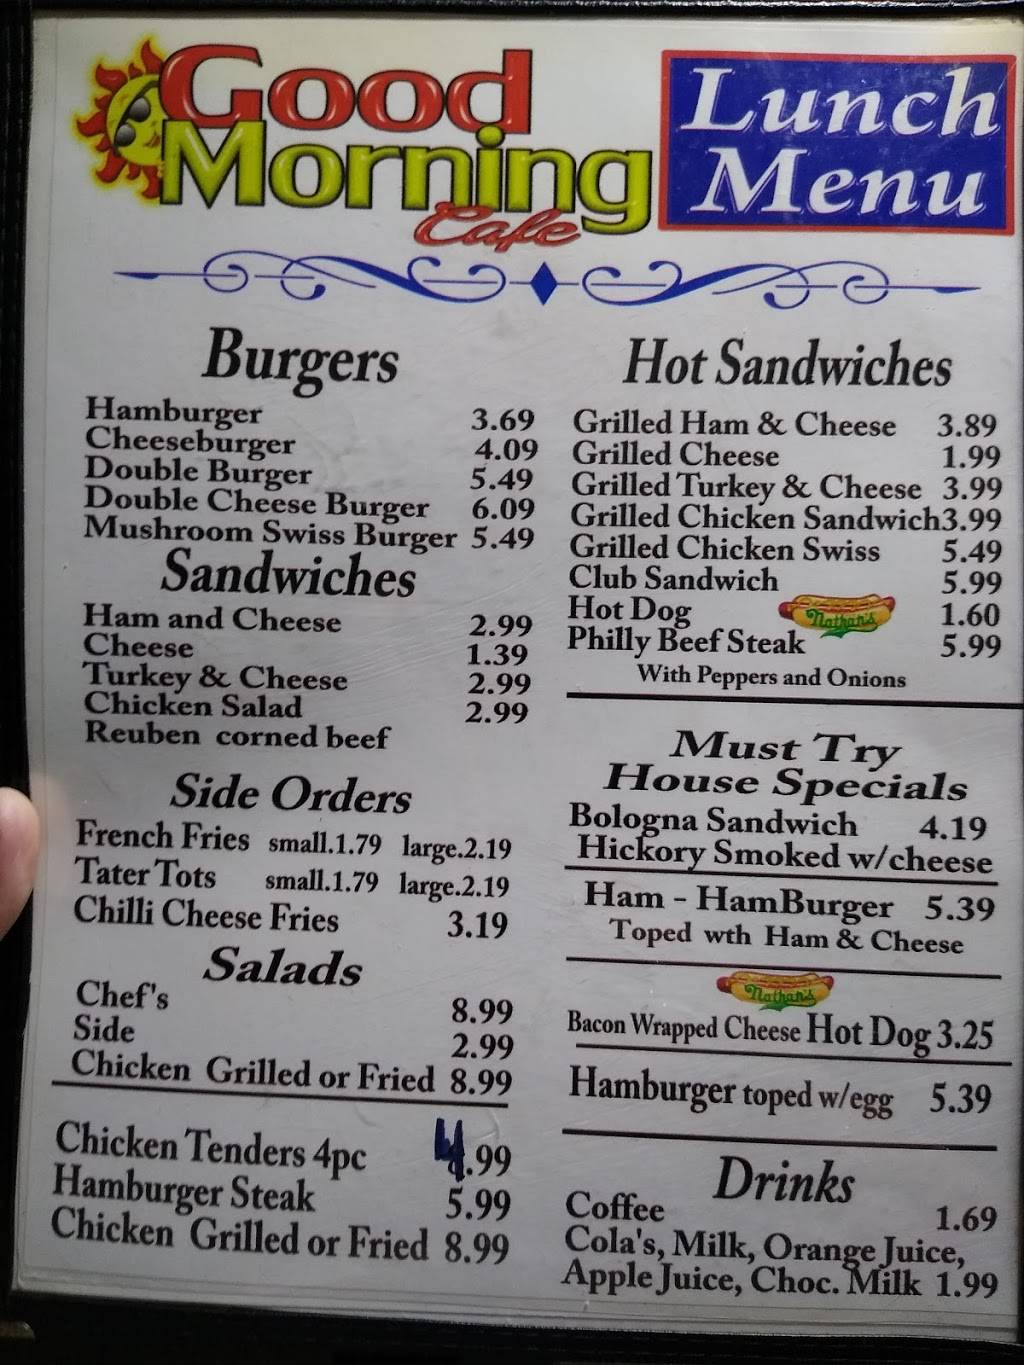 Good
Morning
Cafe
Lunch
Menu
Burgers
Hamburger 3.69
Cheeseburger 4.09
Double Burger 5.49
Double Cheese Burger 6.09
Mushroom Swiss Burger 5.49
Sandwiches
Ham and Cheese 2.99
Cheese 1.39
Turkey & Cheese 2.99
Chicken Salad 2.99
Reuben corned beef
Side Orders
French Fries small.1.79 large.2.19
Tater Tots small.1.79 large.2.19
Chilli Cheese Fries 3.19
Salads
Chef's 8.99
Side 2.99
Chicken Grilled or Fried 8.99
Chicken Tenders 4pc 4.99
Hamburger Steak 5.99
Chicken Grilled or Fried 8.99
Hot Sandwiches
Grilled Ham & Cheese 3.89
Grilled Cheese 1.99
Grilled Turkey & Cheese 3.99
Grilled Chicken Sandwich 3.99
Grilled Chicken Swiss 5.49
Club Sandwich 5.99
Hot Dog Nathan's 1.60
Philly Beef Steak 5.99
With Peppers and Onions
Must Try
House Specials
Bologna Sandwich 4.19
Hickory Smoked w/cheese
Ham - HamBurger 5.39
Toped wth Ham & Cheese
Nathan's
Bacon Wrapped Cheese Hot Dog 3.25
Hamburger toped w/egg 5.39
Drinks
Coffee 1.69
Cola's, Milk, Orange Juice,
Apple Juice, Choc. Milk 1.99